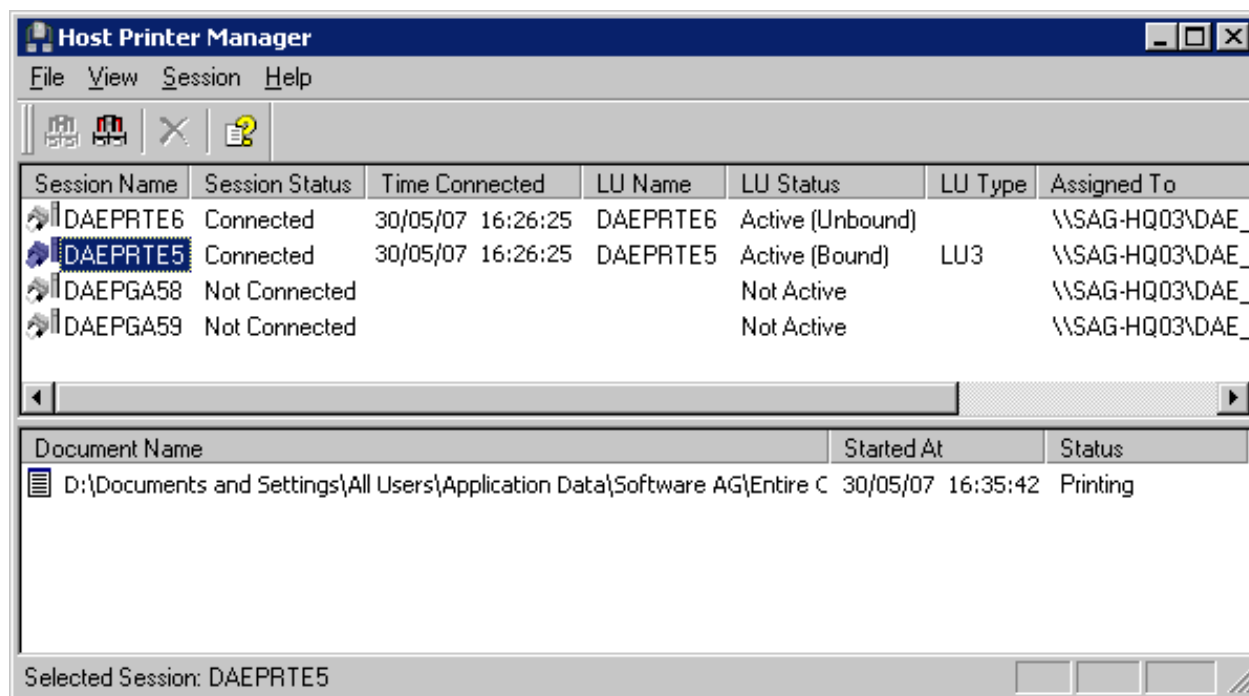 Host Printer Manager
File View Session Help
Session Name Session Status Time Connected LU Name LU Status LU Type Assigned To
DAEPRTE6 Connected 30/05/07 16:26:25 DAEPRTE6 Active (Unbound) \\SAG-HQ03\DAE_
DAEPRTE5 Connected 30/05/07 16:26:25 DAEPRTE5 Active (Bound) LU3 \\SAG-HQ03\DAE_
DAEPGA58 Not Connected Not Active \\SAG-HQ03\DAE_
DAEPGA59 Not Connected Not Active \\SAG-HQ03\DAE_
Document Name Started At Status
D:\Documents and Settings\All Users\Application Data\Software AG\Entire C 30/05/07 16:35:42 Printing
Selected Session: DAEPRTE5